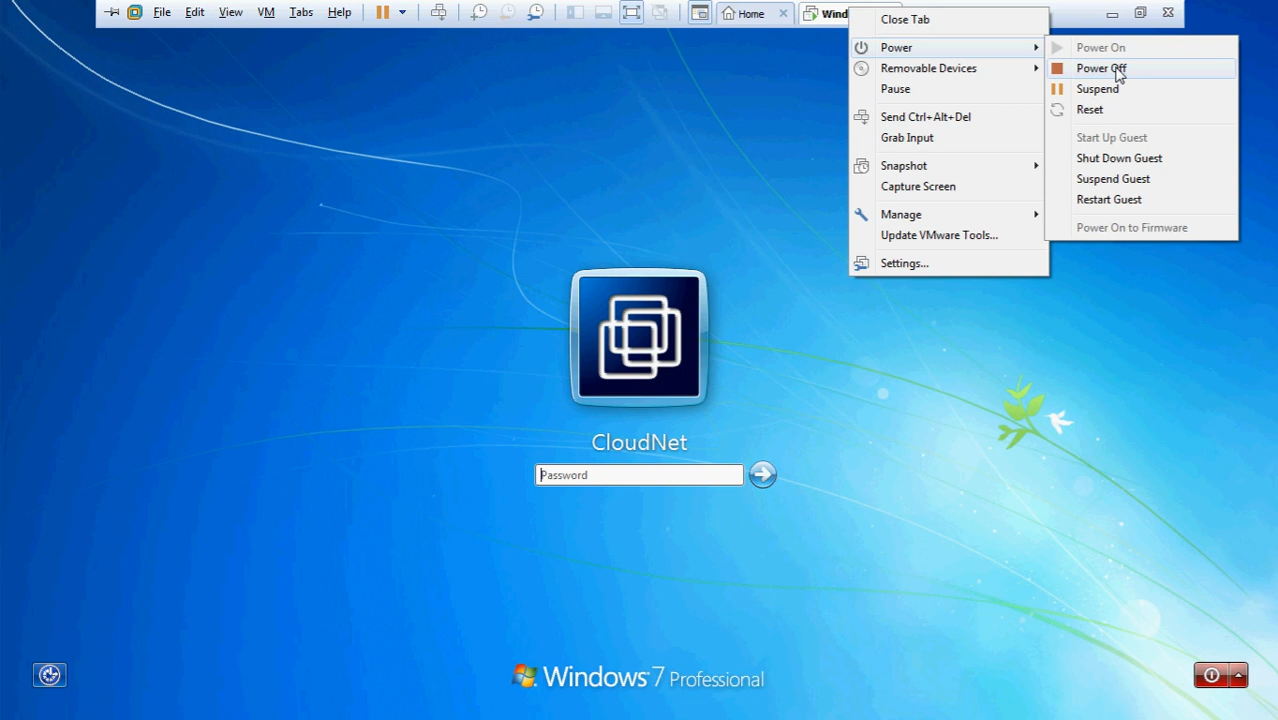 File Edit View VM Tabs Help Home Wind
Close Tab
Power
Removable Devices
Pause
Send Ctrl+Alt+Del
Grab Input
Snapshot
Capture Screen
Manage
Update VMware Tools...
Settings...
Power On
Power Off
Suspend
Reset
Start Up Guest
Shut Down Guest
Suspend Guest
Restart Guest
Power On to Firmware
CloudNet
Password
Windows 7 Professional